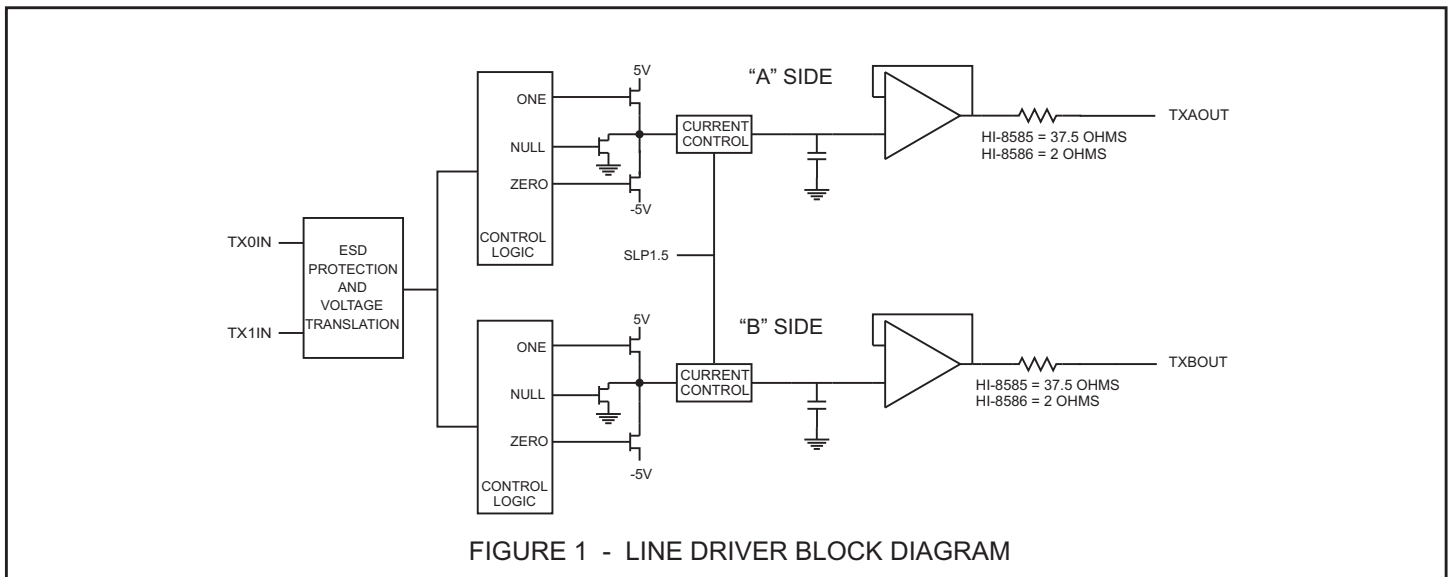 5V
"A" SIDE
ONE
NULL
ZERO
-5V
CONTROL
LOGIC
CURRENT
CONTROL
TXAOUT
HI-8585 = 37.5 OHMS
HI-8586 = 2 OHMS
TX0IN
TX1IN
ESD
PROTECTION
AND
VOLTAGE
TRANSLATION
SLP1.5
5V
"B" SIDE
ONE
NULL
ZERO
-5V
CONTROL
LOGIC
CURRENT
CONTROL
TXBOUT
HI-8585 = 37.5 OHMS
HI-8586 = 2 OHMS
FIGURE 1 - LINE DRIVER BLOCK DIAGRAM